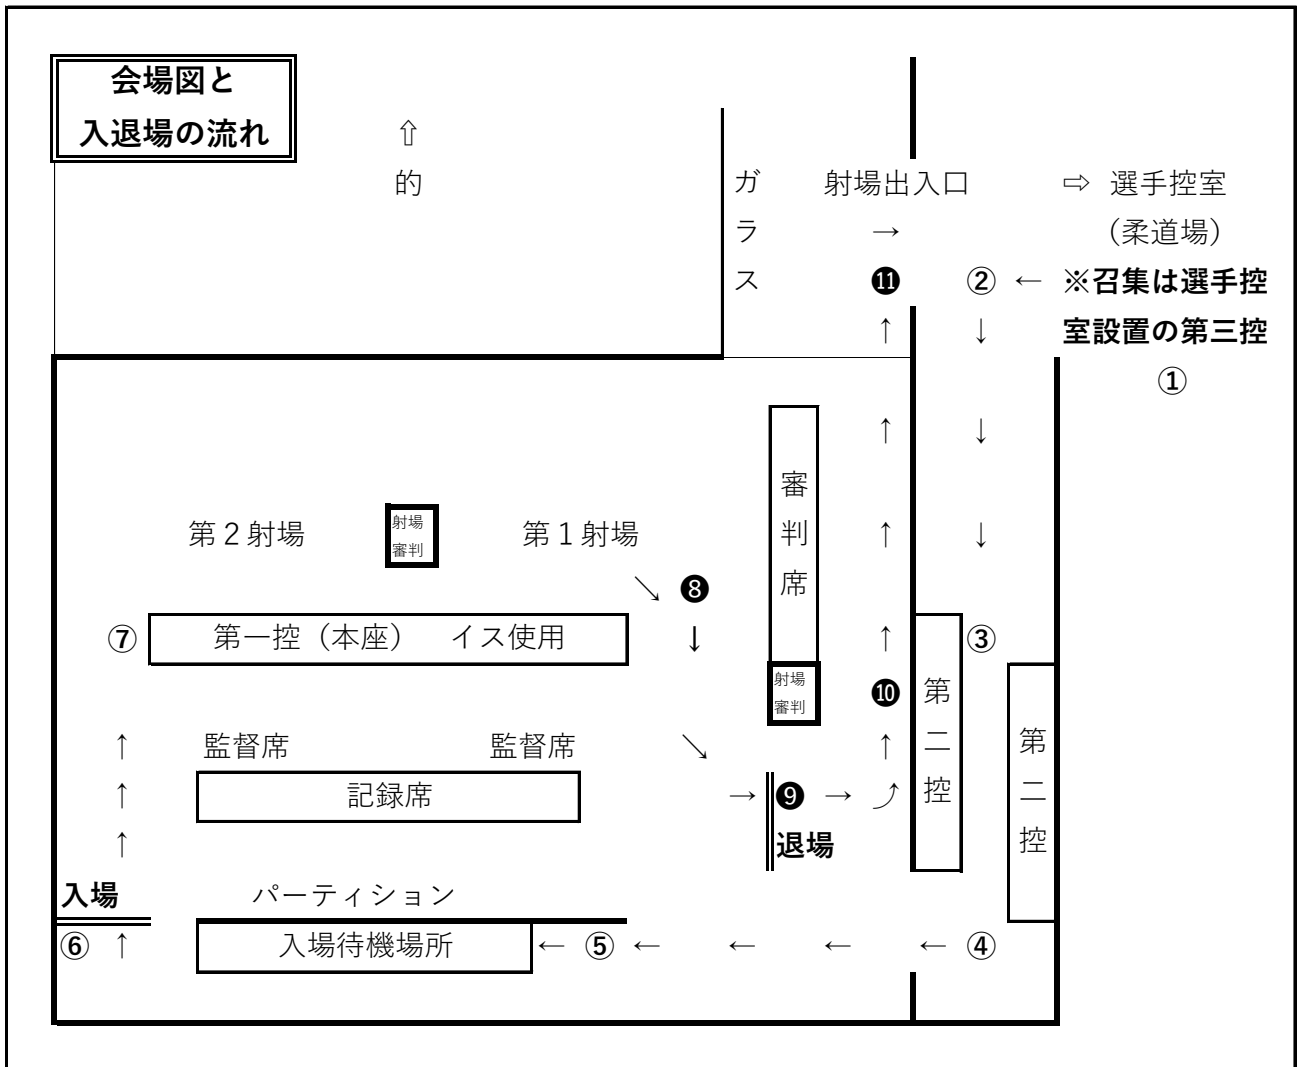 会場図と
入退場の流れ
⇧
的
ガラス
射場出入口
⇨ 選手控室
（柔道場）
→
⓫
② ← ※召集は選手控
室設置の第三控
①
↑ ↓
↑ ↓
審判席
第２射場
射場
審判
第１射場
↑ ↓
↘ ❽
⑦
第一控（本座） イス使用
↓
↑
③
射場
審判
❿
第二控
第二控
↑ 監督席 監督席 ↘ ↑
↑
記録席
→ ❾ → ⤴
↑
退場
入場
パーティション
⑥ ↑
入場待機場所
← ⑤ ← ← ← ← ④